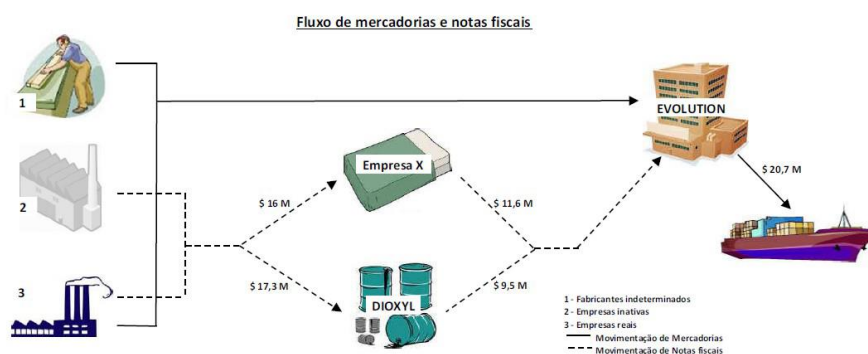 Fluxo de mercadorias e notas fiscais
1
EVOLUTION
Empresa X
$ 20,7 M
2
$ 16 M
$ 11,6 M
$ 17,3 M
$ 9,5 M
3
DIOXYL
1 - Fabricantes indeterminados
2 - Empresas inativas
3 - Empresas reais
Movimentação de Mercadorias
Movimentação de Notas fiscais